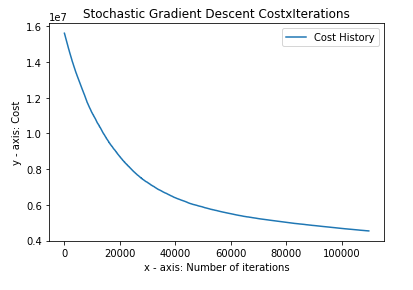 Stochastic Gradient Descent CostxIterations
1e7
Cost History
1.6
1.4
1.2
1.0
0.8
0.6
0.4
y - axis: Cost
0 20000 40000 60000 80000 100000
x - axis: Number of iterations